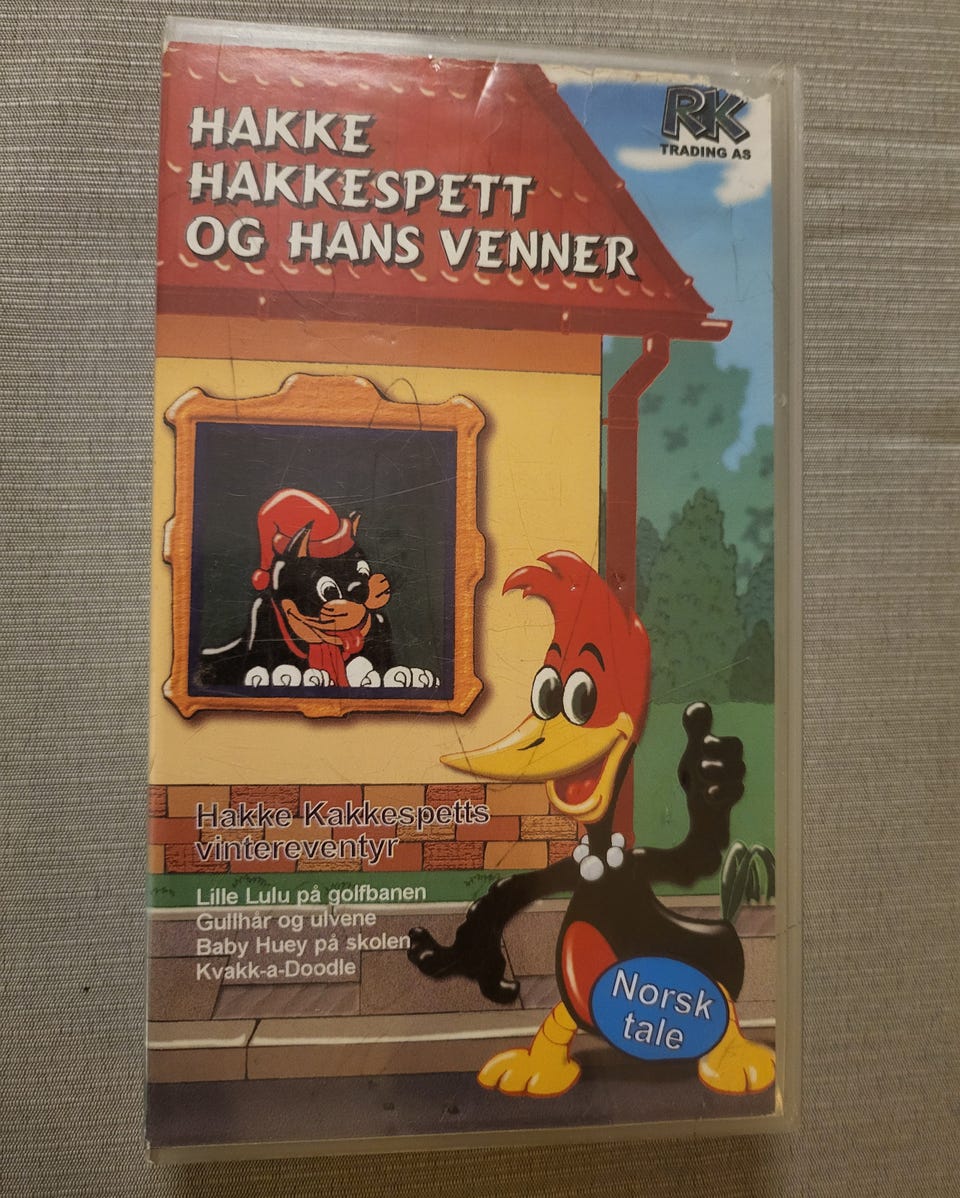 RK
TRADING AS
HAKKE
HAKKESPETT
OG HANS VENNER
Hakke Kakkespetts
vintereventyr
Lille Lulu på golfbanen
Gullhår og ulvene
Baby Huey på skolen
Kvakk-a-Doodle
Norsk
tale